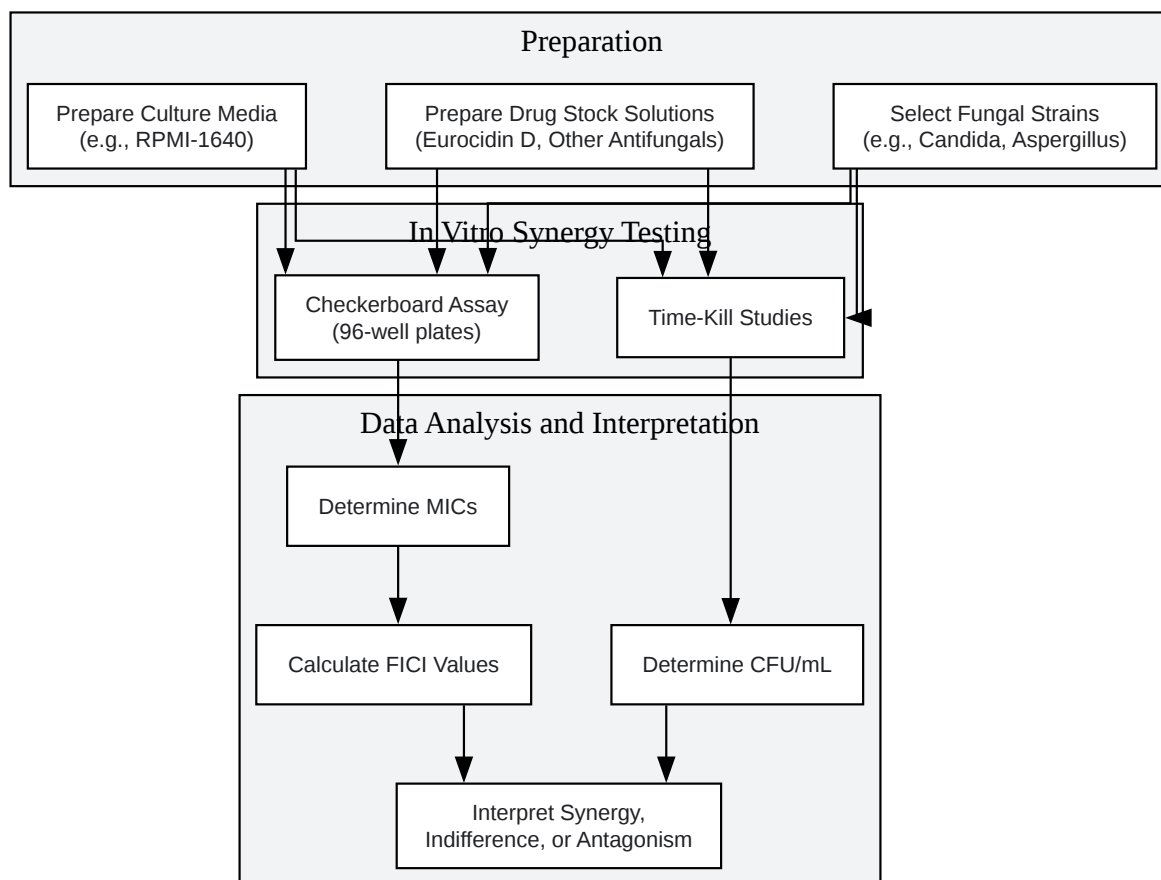 Preparation
Prepare Culture Media
(e.g., RPMI-1640)
Prepare Drug Stock Solutions
(Eurocidin D, Other Antifungals)
Select Fungal Strains
(e.g., Candida, Aspergillus)
In Vitro Synergy Testing
Checkerboard Assay
(96-well plates)
Time-Kill Studies
Data Analysis and Interpretation
Determine MICs
Calculate FICI Values
Determine CFU/mL
Interpret Synergy,
Indifference, or Antagonism